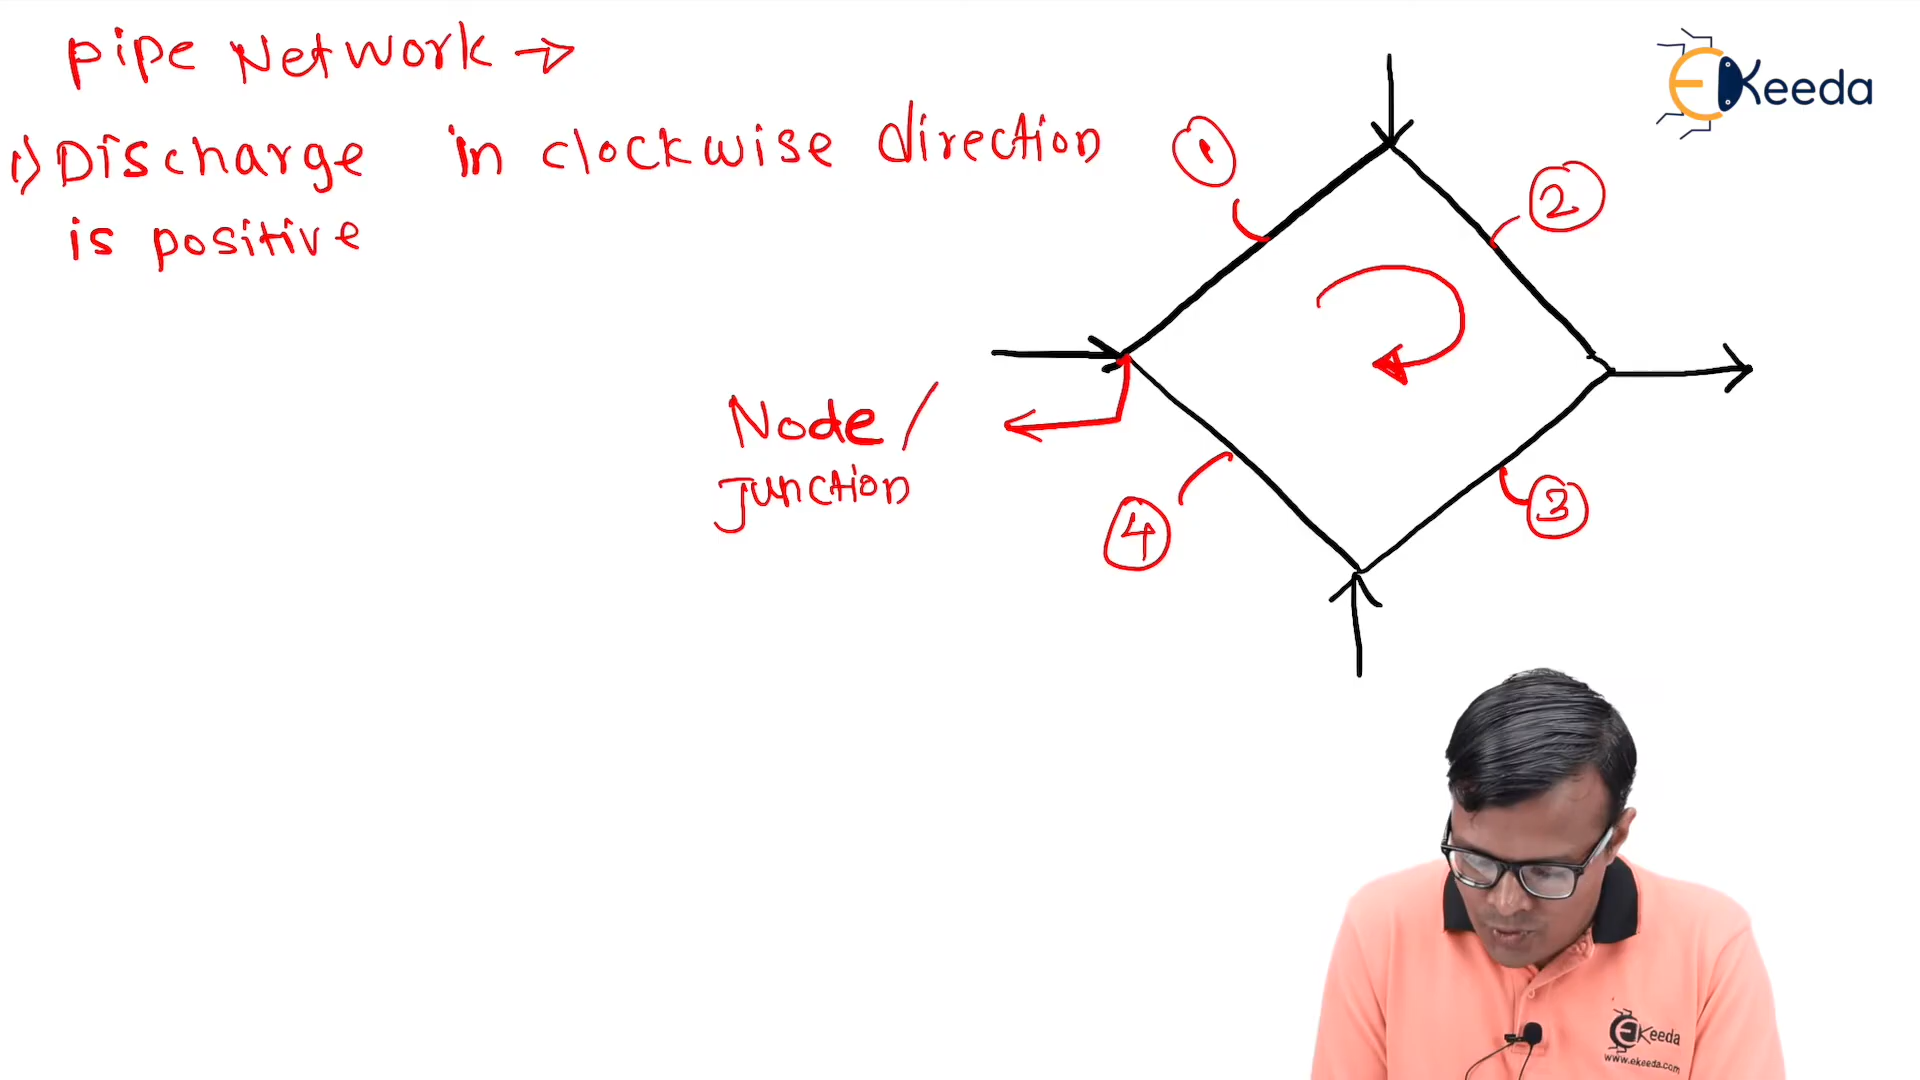 Pipe Network →
1) Discharge in clockwise direction
is positive
EKeeda
1
2
Node /
Junction
4
3
EKeeda
www.ekeeda.com